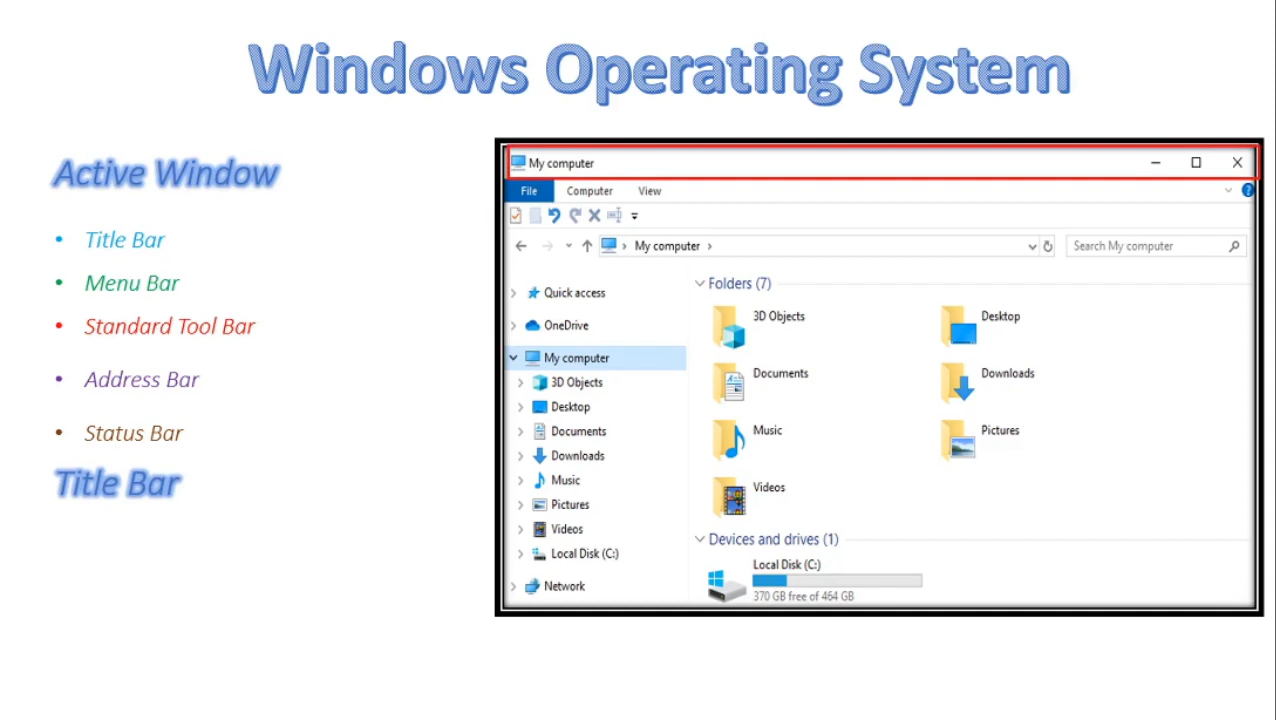 Windows Operating System
Active Window
• Title Bar
• Menu Bar
• Standard Tool Bar
• Address Bar
• Status Bar
Title Bar
My computer
File Computer View
My computer
Search My computer
Quick access
OneDrive
My computer
3D Objects
Desktop
Documents
Downloads
Music
Pictures
Videos
Local Disk (C:)
Network
Folders (7)
3D Objects
Desktop
Documents
Downloads
Music
Pictures
Videos
Devices and drives (1)
Local Disk (C:)
370 GB free of 464 GB